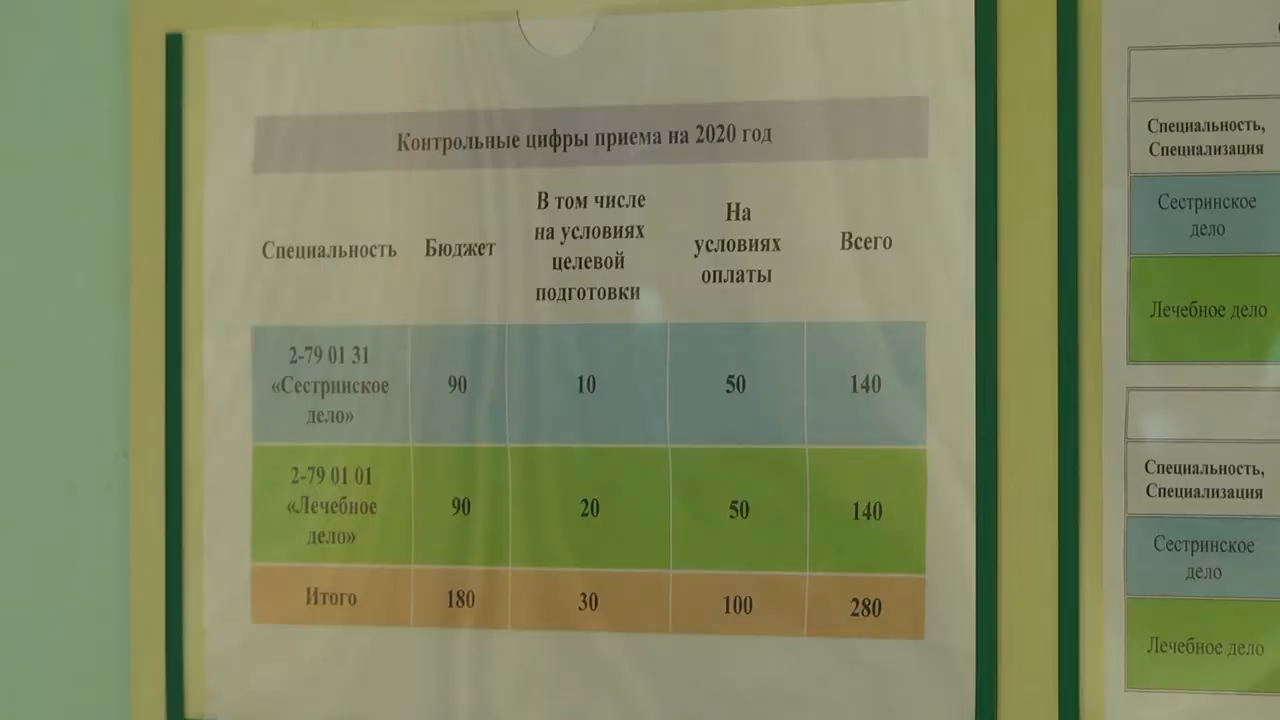 Контрольные цифры приема на 2020 год
Специальность
Бюджет
В том числе
на условиях
целевой
подготовки
На
условиях
оплаты
Всего
2-79 01 31
«Сестринское
дело»
90
10
50
140
2-79 01 01
«Лечебное
дело»
90
20
50
140
Итого
180
30
100
280
Специальность,
Специализация
Сестринское
дело
Лечебное дело
Специальность,
Специализация
Сестринское
дело
Лечебное дело